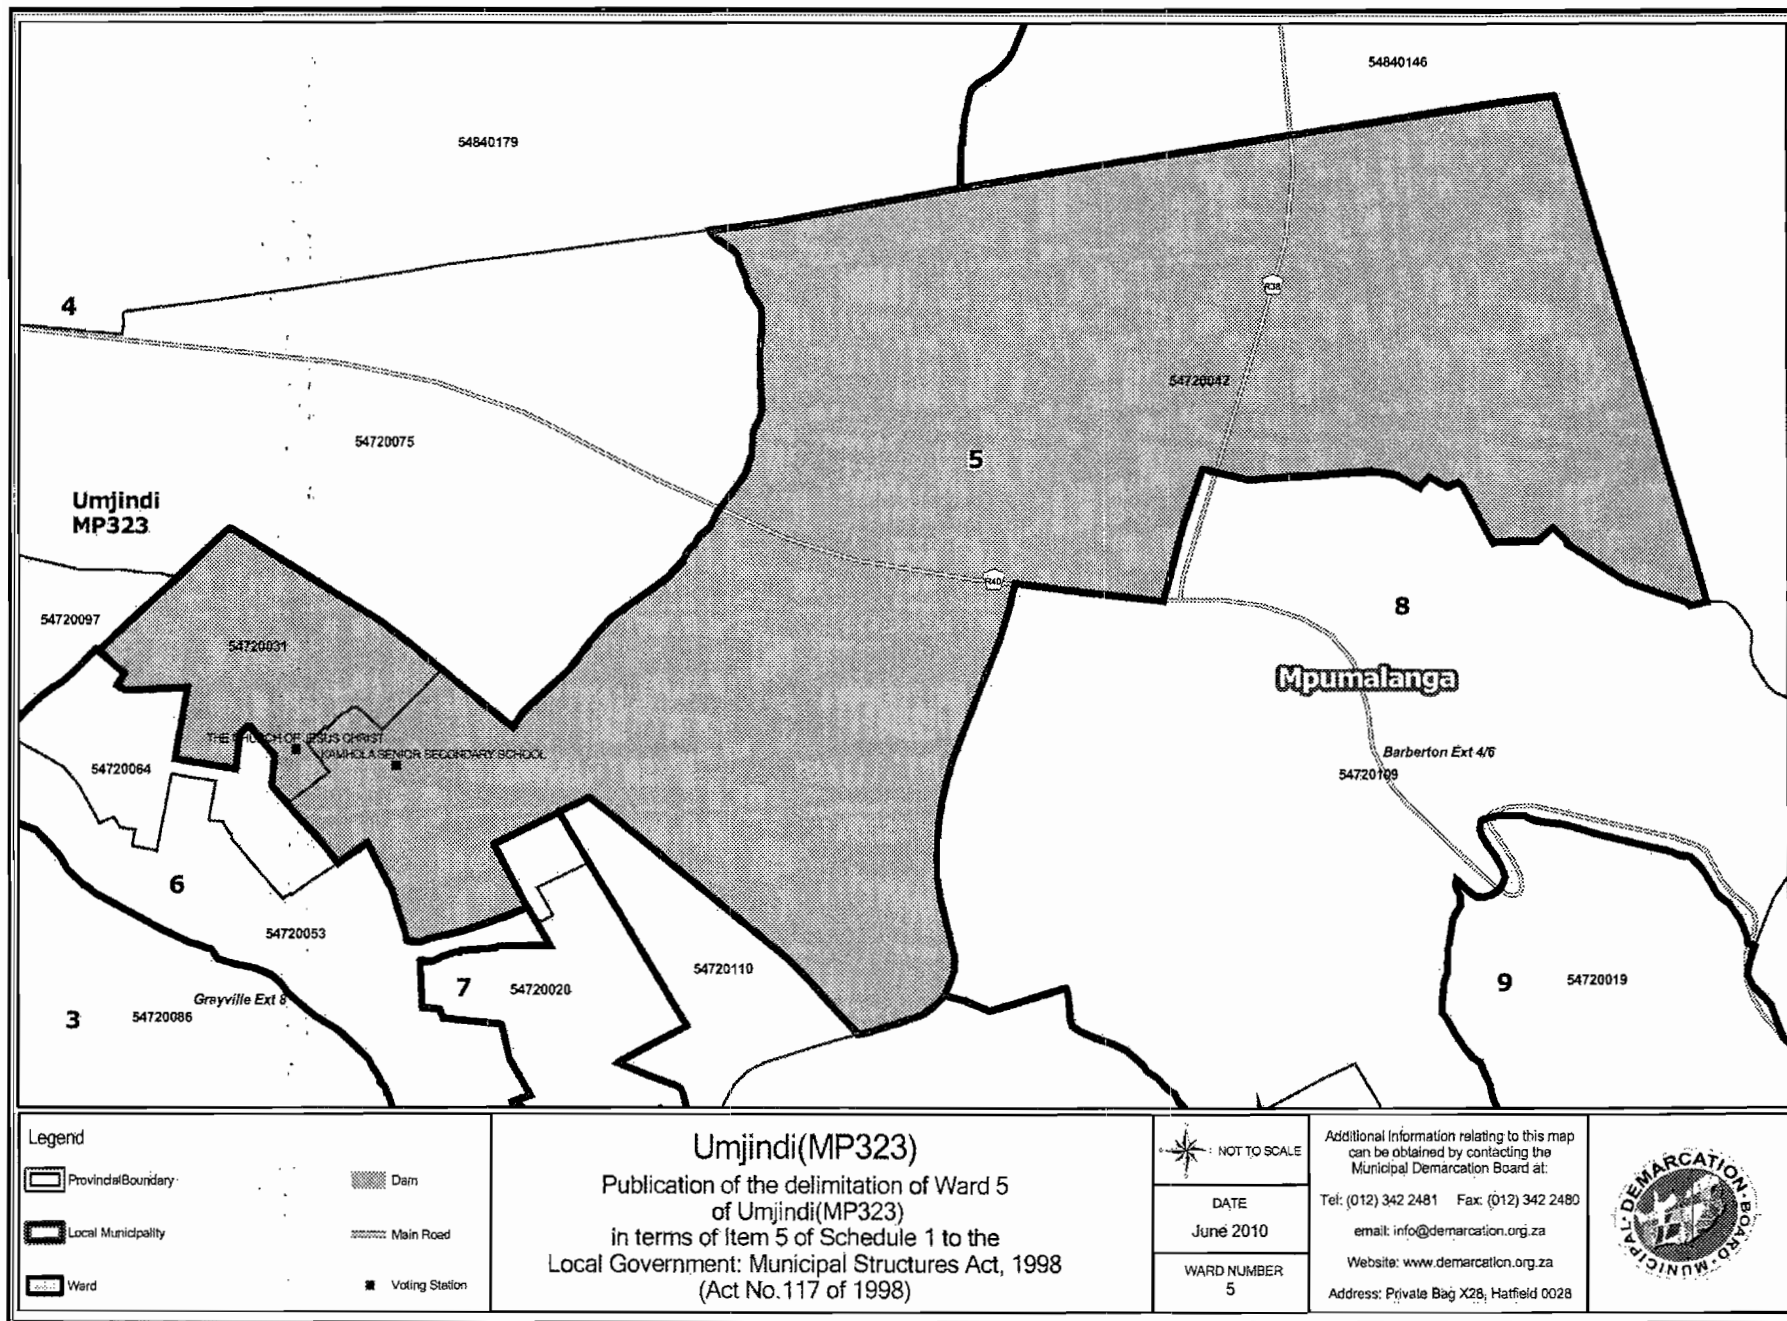 54840146
54840179
4
R38
54720042
54720075
5
Umjindi
MP323
R40
8
54720097
54720031
Mpumalanga
THE CHURCH OF JESUS CHRIST
KAMHOLA SENIOR SECONDARY SCHOOL
54720064
Barberton Ext 4/6
54720109
6
54720053
54720110
7
54720020
9
54720019
Grayville Ext 8
3
54720086
Legend
Provincial Boundary
Local Municipality
Ward
Dam
Main Road
Voting Station
Umjindi(MP323)
Publication of the delimitation of Ward 5
of Umjindi(MP323)
in terms of Item 5 of Schedule 1 to the
Local Government: Municipal Structures Act, 1998
(Act No.117 of 1998)
NOT TO SCALE
DATE
June 2010
WARD NUMBER
5
Additional Information relating to this map
can be obtained by contacting the
Municipal Demarcation Board at:
Tel: (012) 342 2481 Fax: (012) 342 2480
email: info@demarcation.org.za
Website: www.demarcation.org.za
Address: Private Bag X28, Hatfield 0028
MUNICIPAL DEMARCATION BOARD